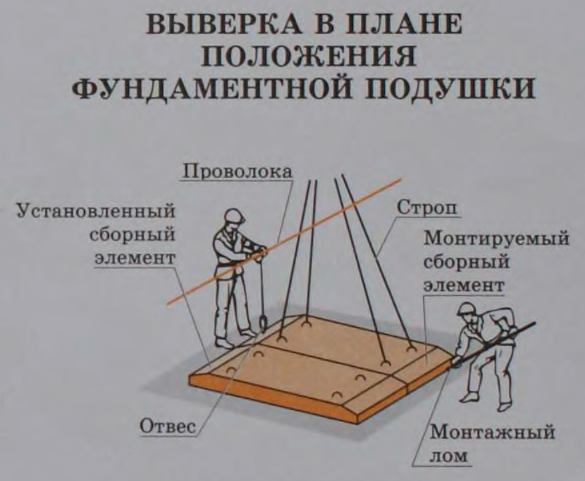 ВЫВЕРКА В ПЛАНЕ
ПОЛОЖЕНИЯ
ФУНДАМЕНТНОЙ ПОДУШКИ
Проволока
Установленный
сборный
элемент
Строп
Монтируемый
сборный
элемент
Отвес
Монтажный
лом